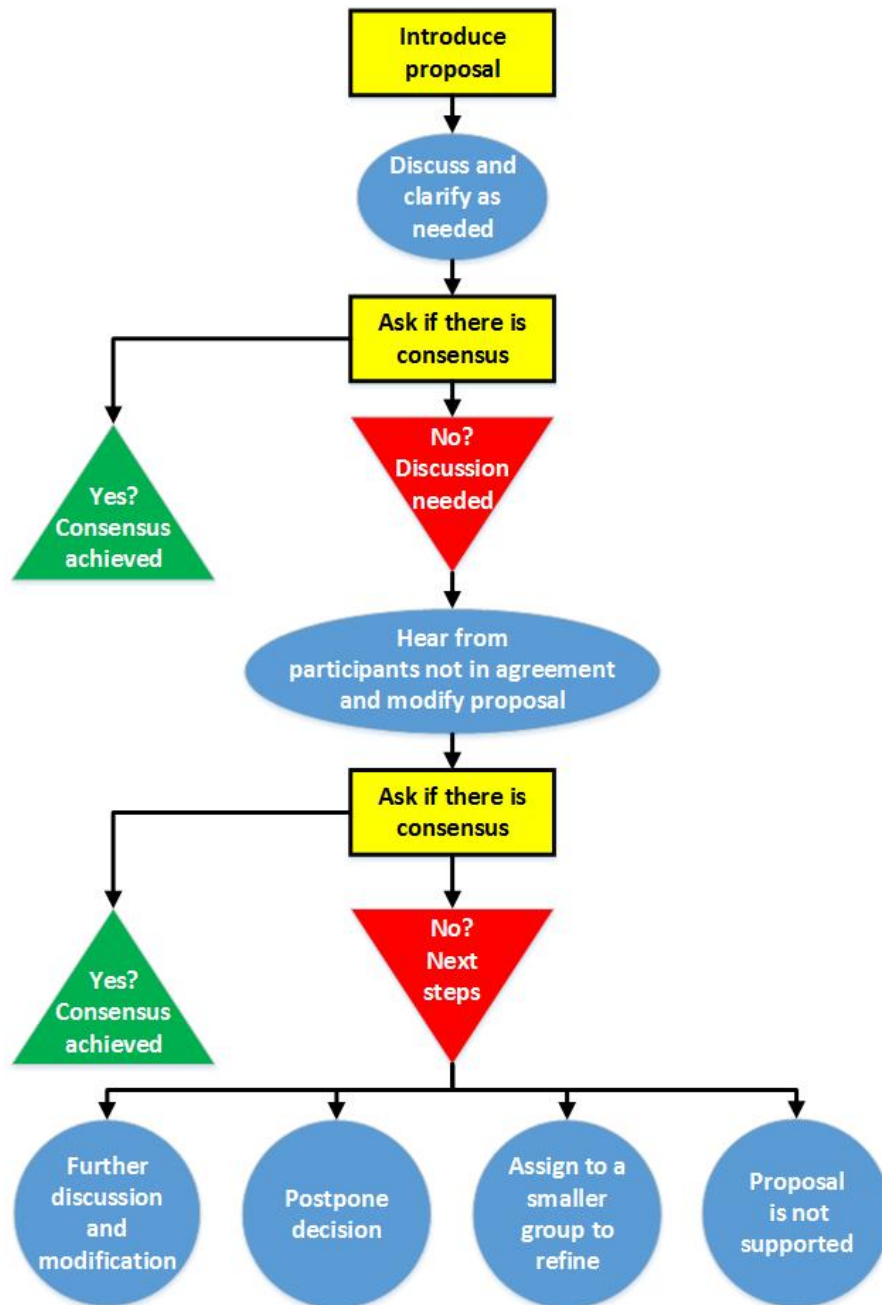 Introduce
proposal
Discuss and
clarify as
needed
Ask if there is
consensus
No?
Discussion
needed
Yes?
Consensus
achieved
Hear from
participants not in agreement
and modify proposal
Ask if there is
consensus
No?
Next
steps
Yes?
Consensus
achieved
Further
discussion
and
modification
Postpone
decision
Assign to a
smaller
group to
refine
Proposal
is not
supported